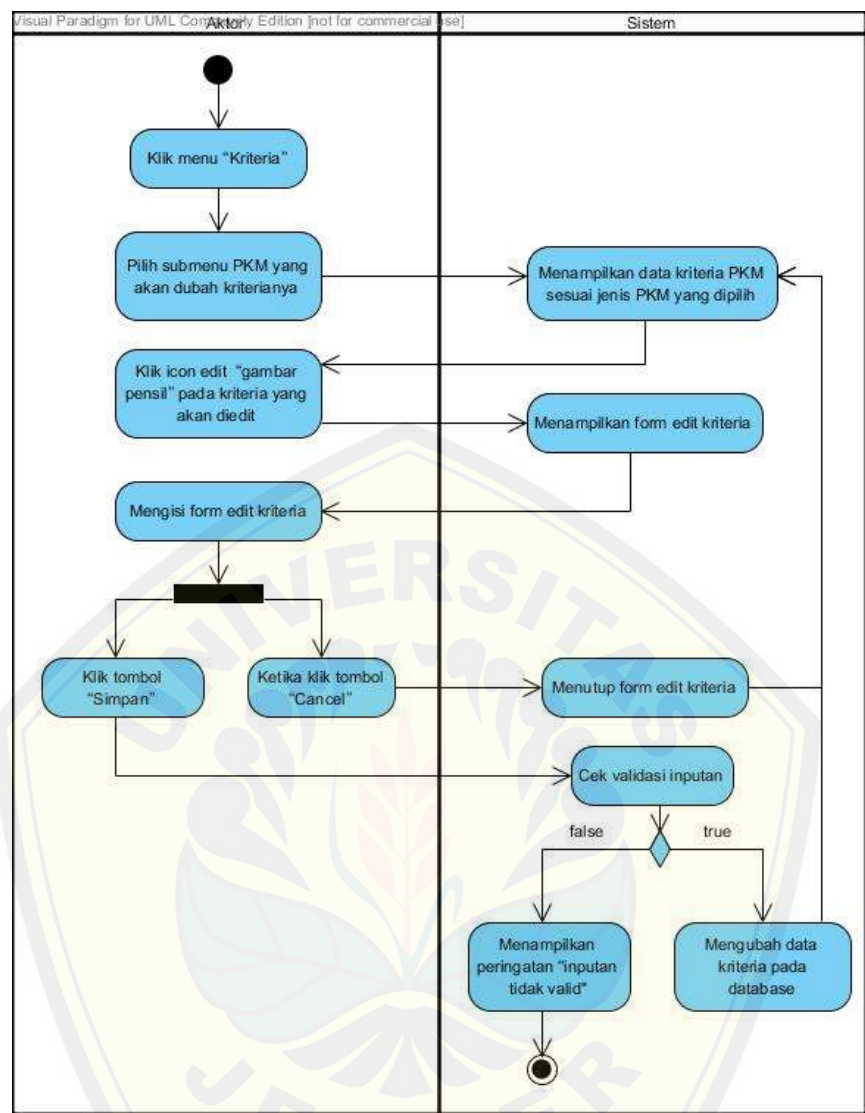 Visual Paradigm for UML Community Edition [not for commercial use]
Aktor
Sistem
Klik menu “Kriteria”
Pilih submenu PKM yang
akan dubah kriterianya
Menampilkan data kriteria PKM
sesuai jenis PKM yang dipilih
Klik icon edit “gambar
pensil” pada kriteria yang
akan diedit
Menampilkan form edit kriteria
Mengisi form edit kriteria
Klik tombol
“Simpan”
Ketika klik tombol
“Cancel”
Menutup form edit kriteria
Cek validasi inputan
false
true
Menampilkan
peringatan “inputan
tidak valid"
Mengubah data
kriteria pada
database
UNIVERSITAS